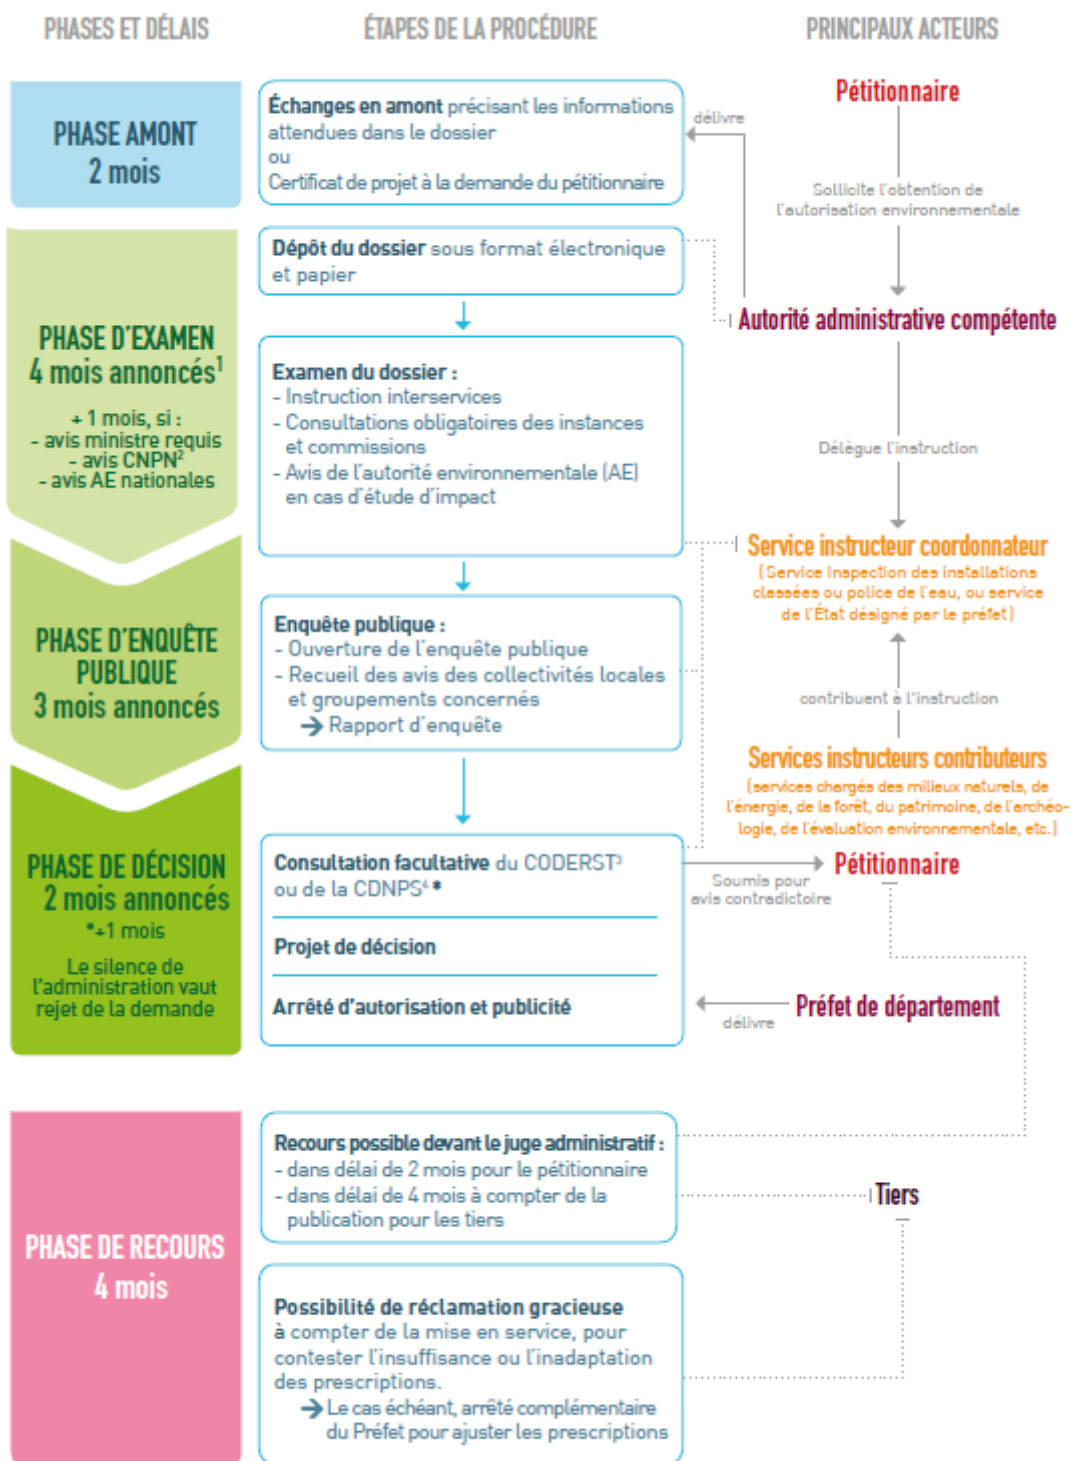 PHASES ET DÉLAIS
ÉTAPES DE LA PROCÉDURE
PRINCIPAUX ACTEURS
PHASE AMONT
2 mois
Échanges en amont précisant les informations
attendues dans le dossier
ou
Certificat de projet à la demande du pétitionnaire
délivre
Pétitionnaire
Sollicite l'obtention de
l'autorisation environnementale
Dépôt du dossier sous format électronique
et papier
Autorité administrative compétente
PHASE D'EXAMEN
4 mois annoncés¹
+ 1 mois, si :
- avis ministre requis
- avis CNPN²
- avis AE nationales
Examen du dossier :
- Instruction interservices
- Consultations obligatoires des instances
et commissions
- Avis de l'autorité environnementale (AE)
en cas d'étude d'impact
Délègue l'instruction
Service instructeur coordonnateur
(Service Inspection des installations
classées ou police de l'eau, ou service
de l'État désigné par le préfet)
PHASE D'ENQUÊTE
PUBLIQUE
3 mois annoncés
Enquête publique :
- Ouverture de l'enquête publique
- Recueil des avis des collectivités locales
et groupements concernés
→ Rapport d'enquête
contribuent à l'instruction
Services instructeurs contributeurs
(services chargés des milieux naturels, de
l'énergie, de la forêt, du patrimoine, de l'archéo-
logie, de l'évaluation environnementale, etc.)
PHASE DE DÉCISION
2 mois annoncés
*+1 mois
Le silence de
l'administration vaut
rejet de la demande
Consultation facultative du CODERST³
ou de la CDNPS⁴ *
Projet de décision
Arrêté d'autorisation et publicité
Soumis pour
avis contradictoire
Pétitionnaire
délivre
Préfet de département
PHASE DE RECOURS
4 mois
Recours possible devant le juge administratif :
- dans délai de 2 mois pour le pétitionnaire
- dans délai de 4 mois à compter de la
publication pour les tiers
Tiers
Possibilité de réclamation gracieuse
à compter de la mise en service, pour
contester l'insuffisance ou l'inadaptation
des prescriptions.
→ Le cas échéant, arrêté complémentaire
du Préfet pour ajuster les prescriptions